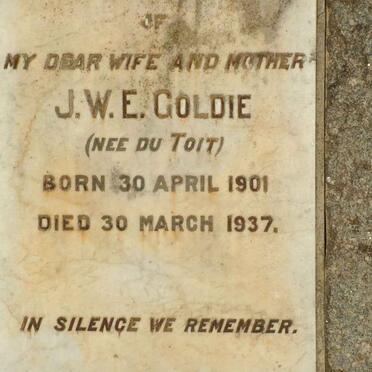 OF
MY DEAR WIFE AND MOTHER
J.W.E. GOLDIE
(NEE DU TOIT)
BORN 30 APRIL 1901
DIED 30 MARCH 1937.
IN SILENCE WE REMEMBER.